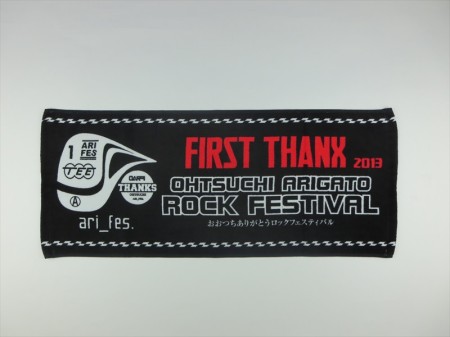 1
ARI
FES
TEE
A
THANKS
ari_fes.
FIRST THANX 2013
OHTSUCHI ARIGATO
ROCK FESTIVAL
おおつちありがとうロックフェスティバル